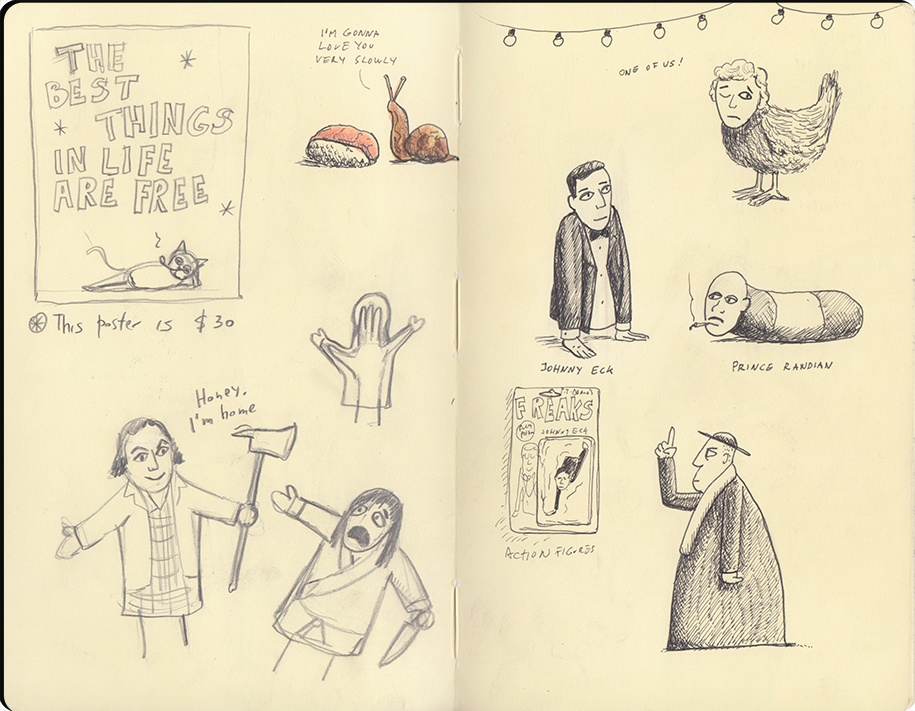 THE
BEST
THINGS
IN LIFE
ARE FREE
This poster is $30
I'M GONNA
LOVE YOU
VERY SLOWLY
Honey,
I'm home
ONE OF US!
JOHNNY ECK
PRINCE RANDIAN
FREAKS
JOHNNY ECK
ACTION FIGURES